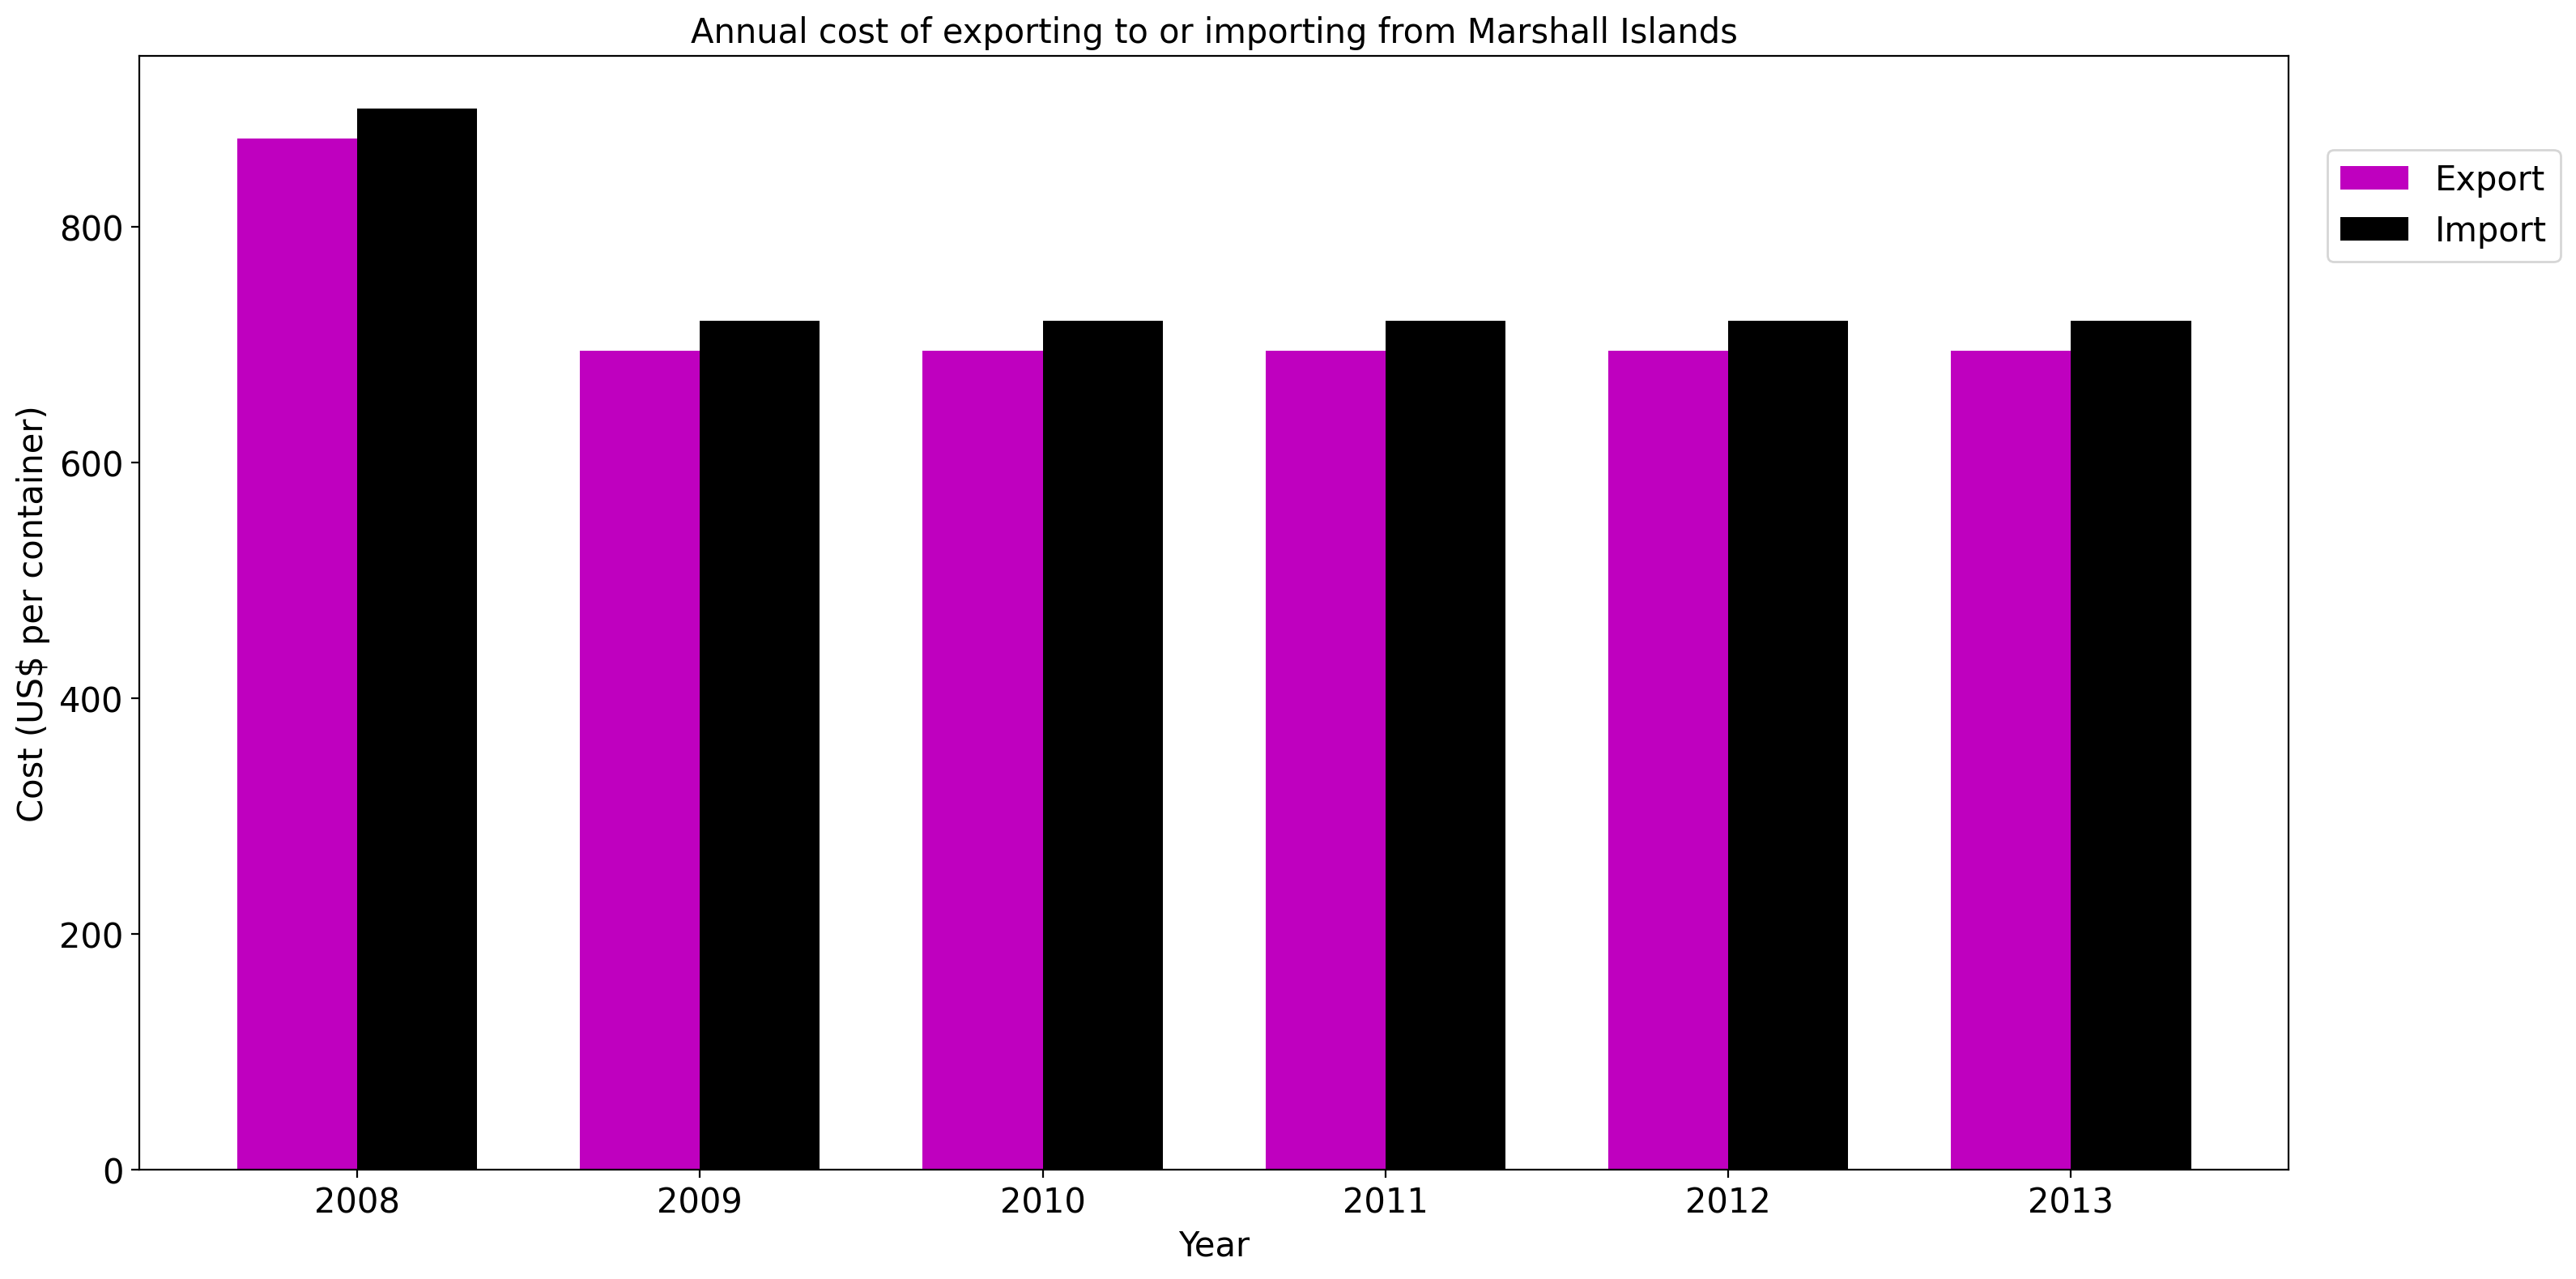 Annual cost of exporting to or importing from Marshall Islands
Export
Import
Cost (US$ per container)
800
600
400
200
0
2008 2009 2010 2011 2012 2013
Year